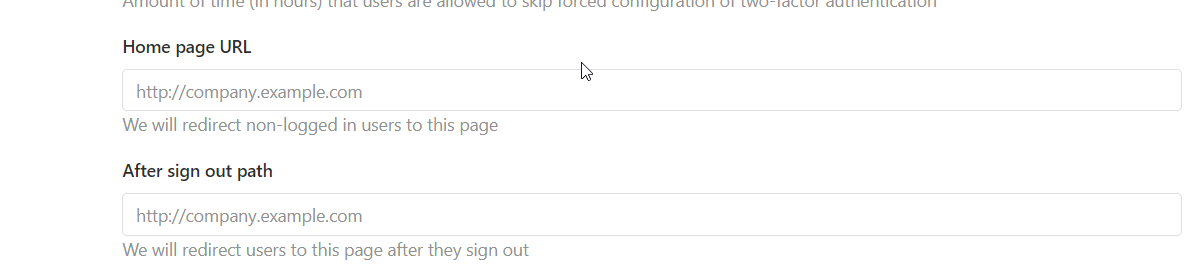 Amount of time (in hours) that users are allowed to skip forced configuration of two-factor authentication
Home page URL
http://company.example.com
We will redirect non-logged in users to this page
After sign out path
http://company.example.com
We will redirect users to this page after they sign out